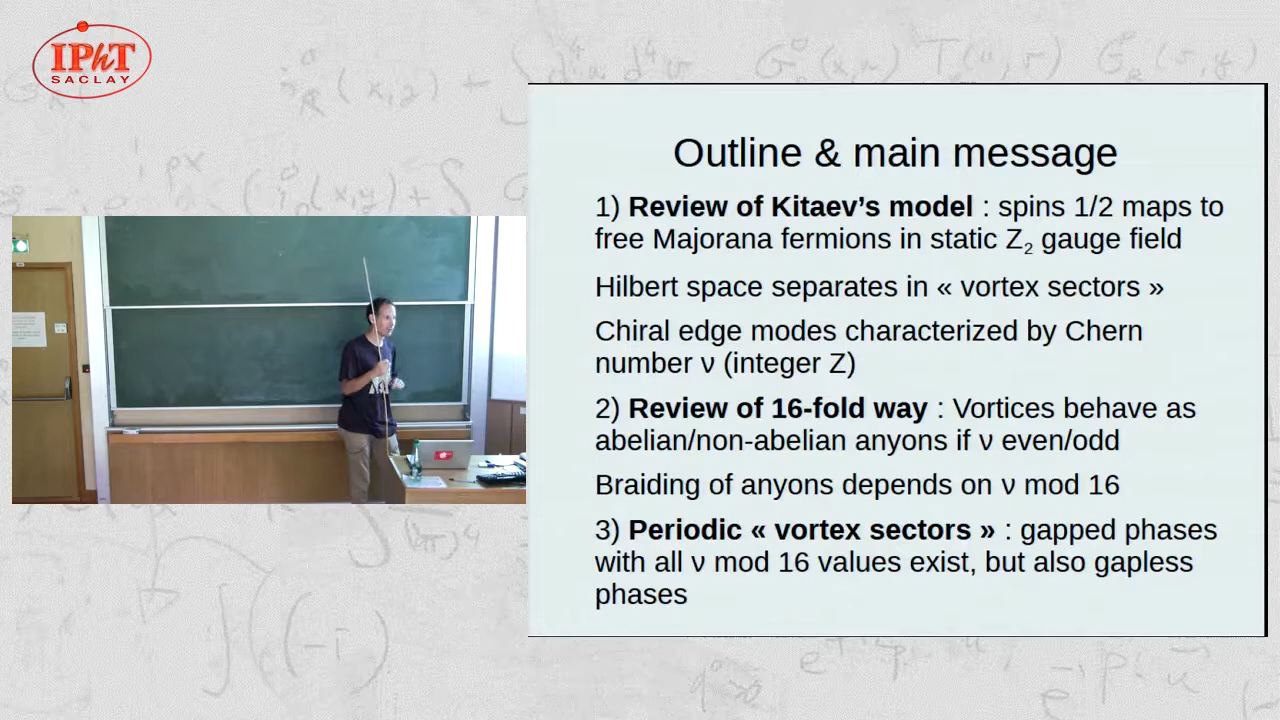 IPhT
SACLAY
Outline & main message
1) Review of Kitaev’s model : spins 1/2 maps to
free Majorana fermions in static Z₂ gauge field
Hilbert space separates in « vortex sectors »
Chiral edge modes characterized by Chern
number ν (integer Z)
2) Review of 16-fold way : Vortices behave as
abelian/non-abelian anyons if ν even/odd
Braiding of anyons depends on ν mod 16
3) Periodic « vortex sectors » : gapped phases
with all ν mod 16 values exist, but also gapless
phases